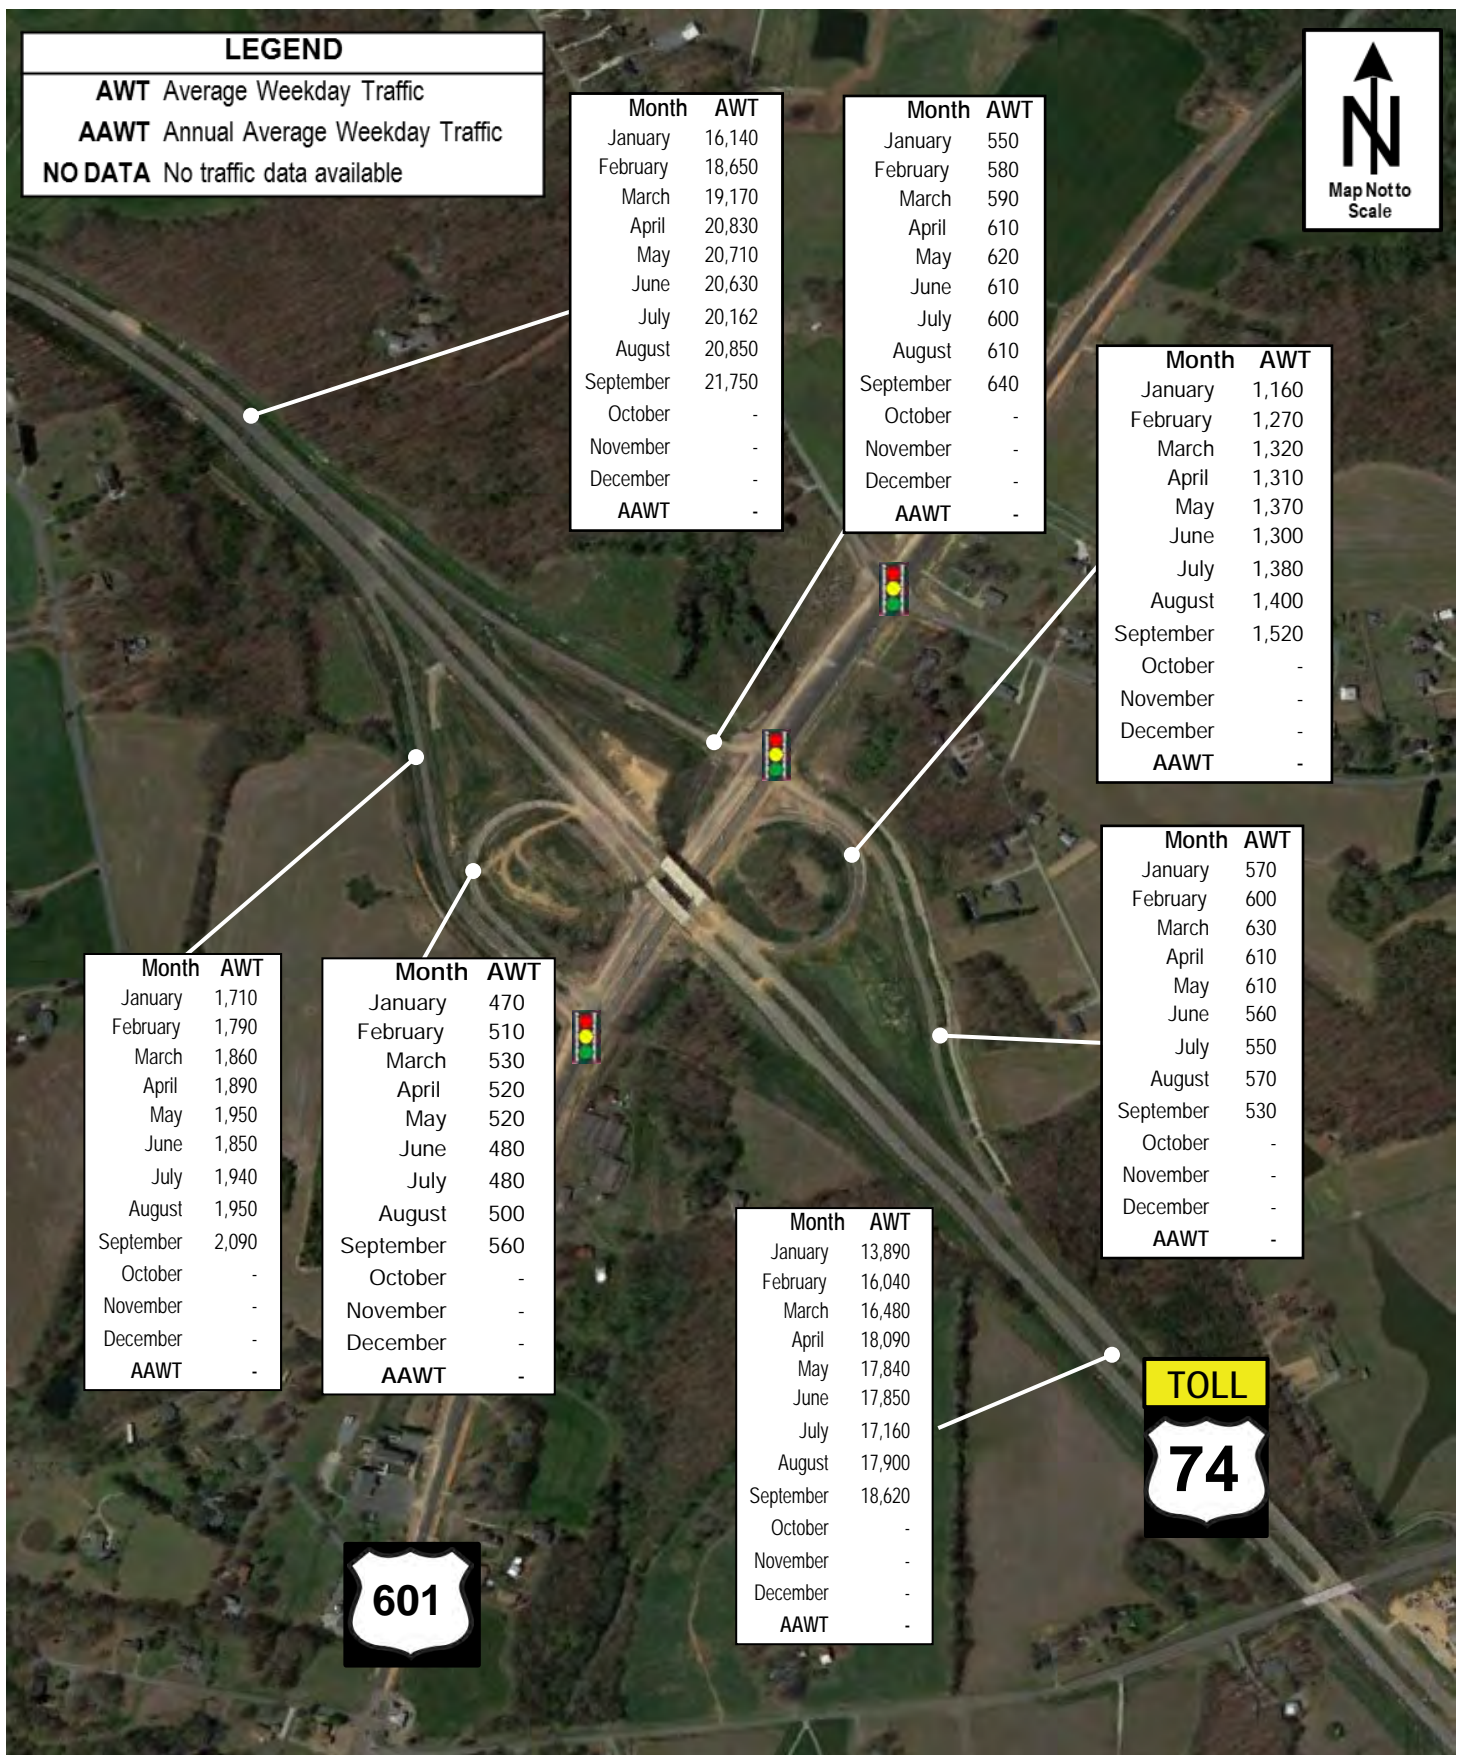 LEGEND
AWT Average Weekday Traffic
AAWT Annual Average Weekday Traffic
NO DATA No traffic data available
Month AWT
January 16,140
February 18,650
March 19,170
April 20,830
May 20,710
June 20,630
July 20,162
August 20,850
September 21,750
October -
November -
December -
AAWT -
Month AWT
January 550
February 580
March 590
April 610
May 620
June 610
July 600
August 610
September 640
October -
November -
December -
AAWT -
N
Map Not to
Scale
Month AWT
January 1,160
February 1,270
March 1,320
April 1,310
May 1,370
June 1,300
July 1,380
August 1,400
September 1,520
October -
November -
December -
AAWT -
Month AWT
January 570
February 600
March 630
April 610
May 610
June 560
July 550
August 570
September 530
October -
November -
December -
AAWT -
Month AWT
January 1,710
February 1,790
March 1,860
April 1,890
May 1,950
June 1,850
July 1,940
August 1,950
September 2,090
October -
November -
December -
AAWT -
Month AWT
January 470
February 510
March 530
April 520
May 520
June 480
July 480
August 500
September 560
October -
November -
December -
AAWT -
Month AWT
January 13,890
February 16,040
March 16,480
April 18,090
May 17,840
June 17,850
July 17,160
August 17,900
September 18,620
October -
November -
December -
AAWT -
TOLL
74
601